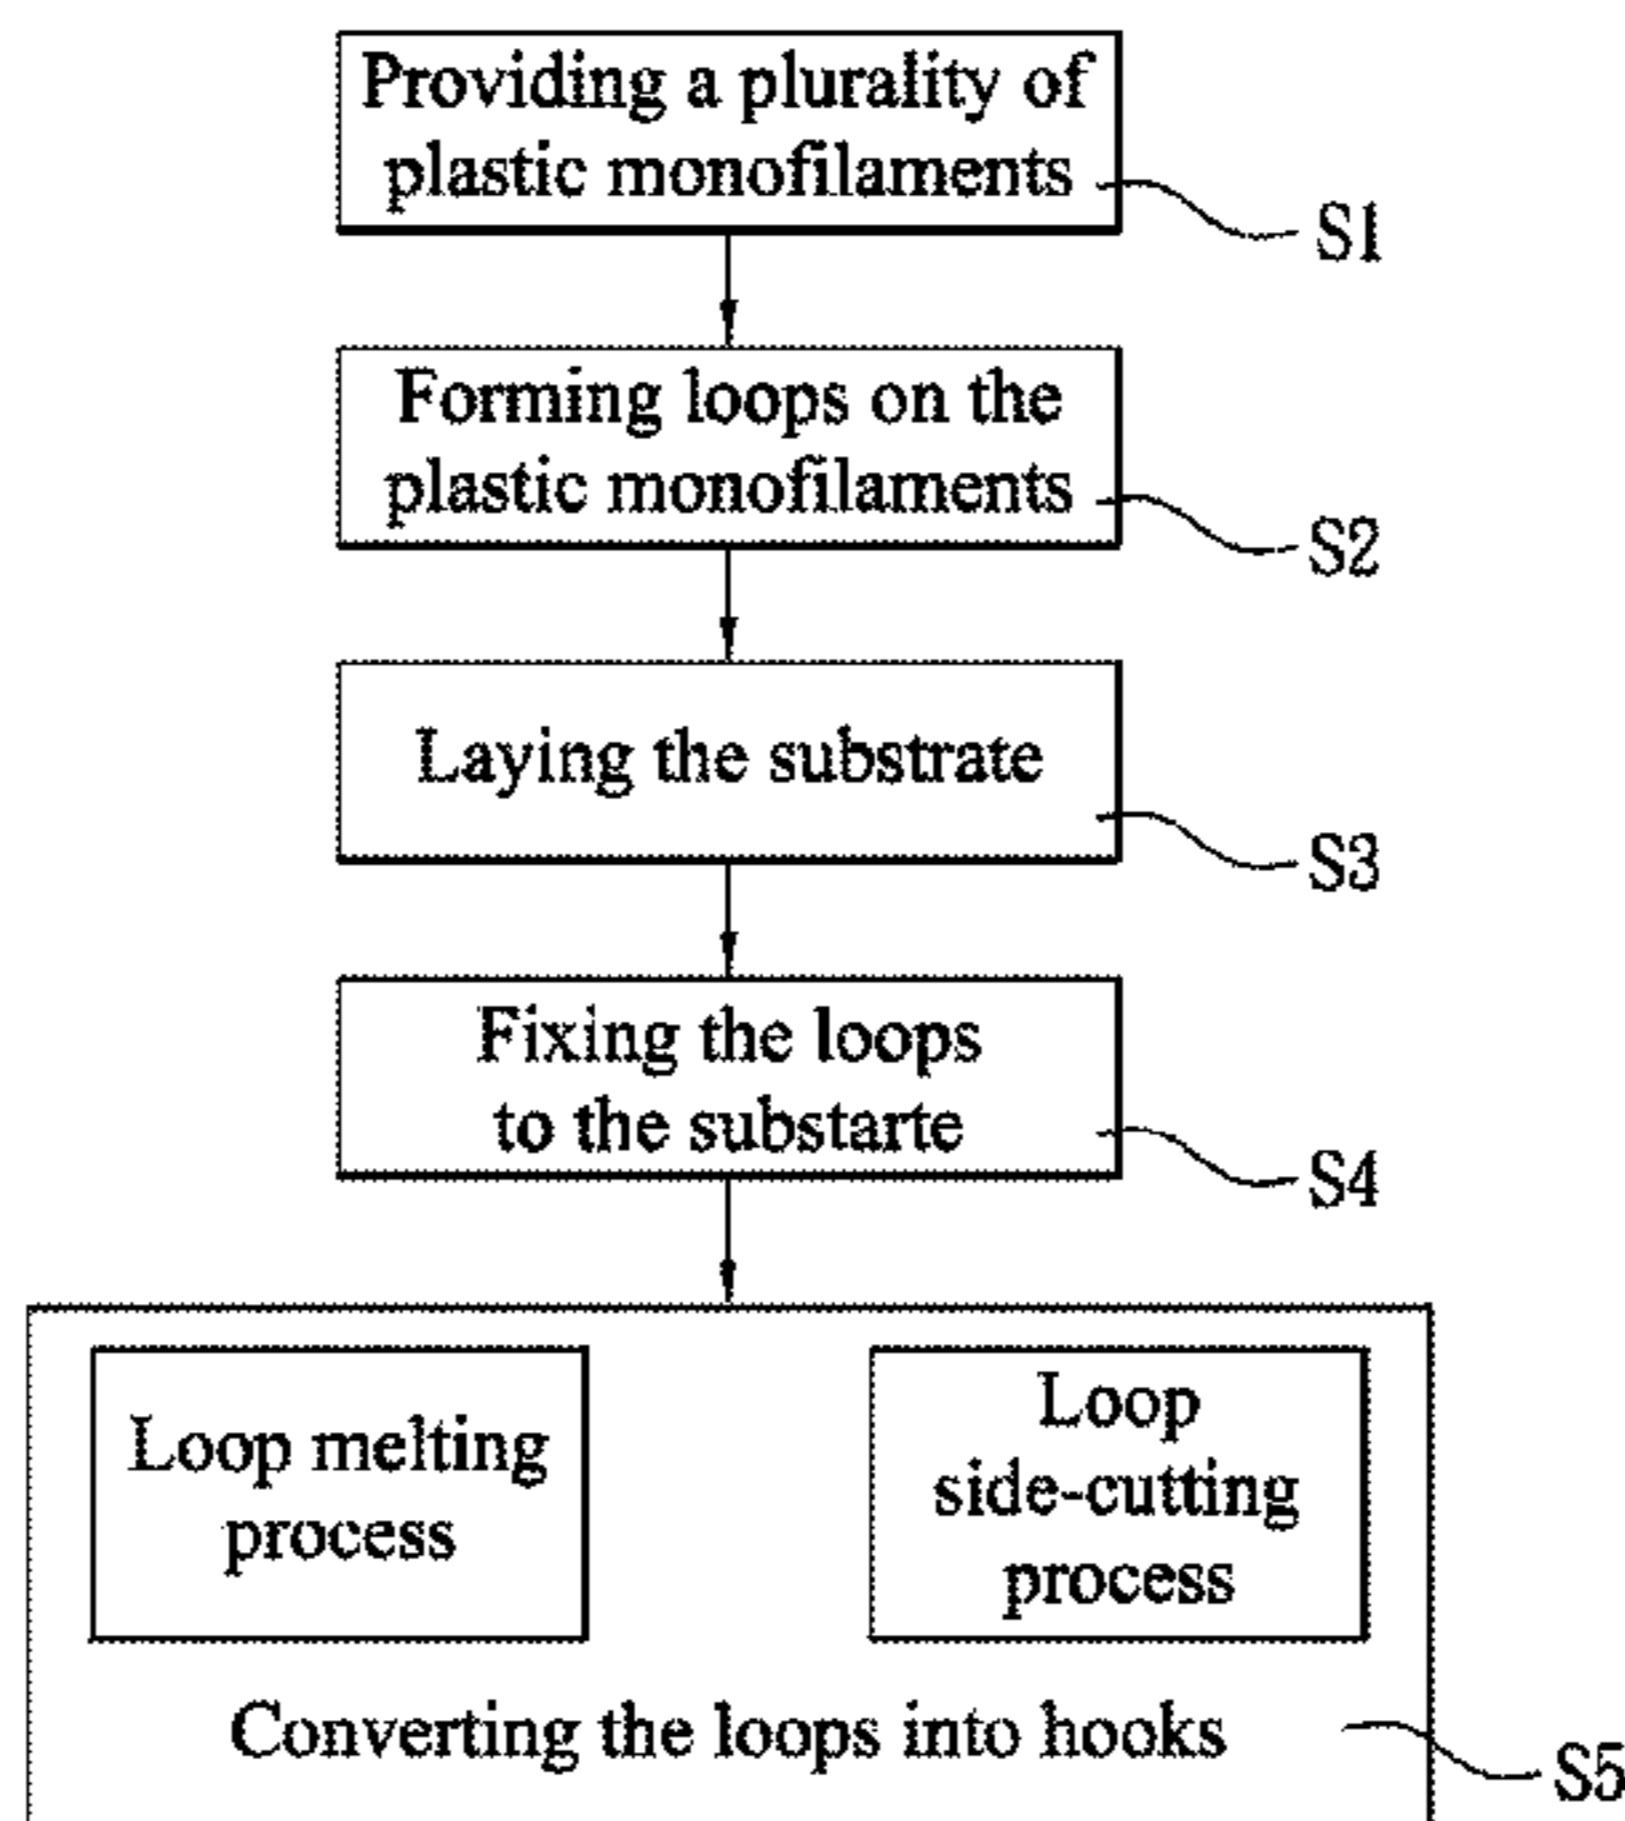 Providing a plurality of
plastic monofilaments
S1
Forming loops on the
plastic monofilaments
S2
Laying the substrate
S3
Fixing the loops
to the substarte
S4
Loop melting
process
Loop
side-cutting
process
Converting the loops into hooks
S5